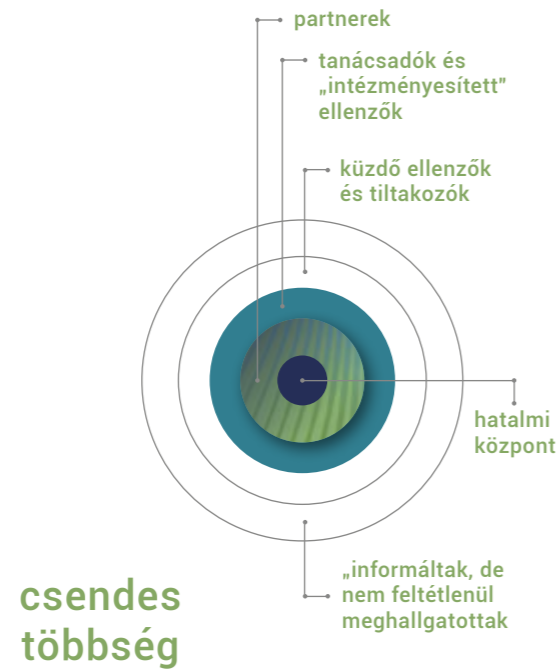 partnerek
tanácsadók és
„intézményesített”
ellenzők
küzdő ellenzők
és tiltakozók
hatalmi
központ
„informáltak, de
nem feltétlenül
meghallgatottak
csendes
többség